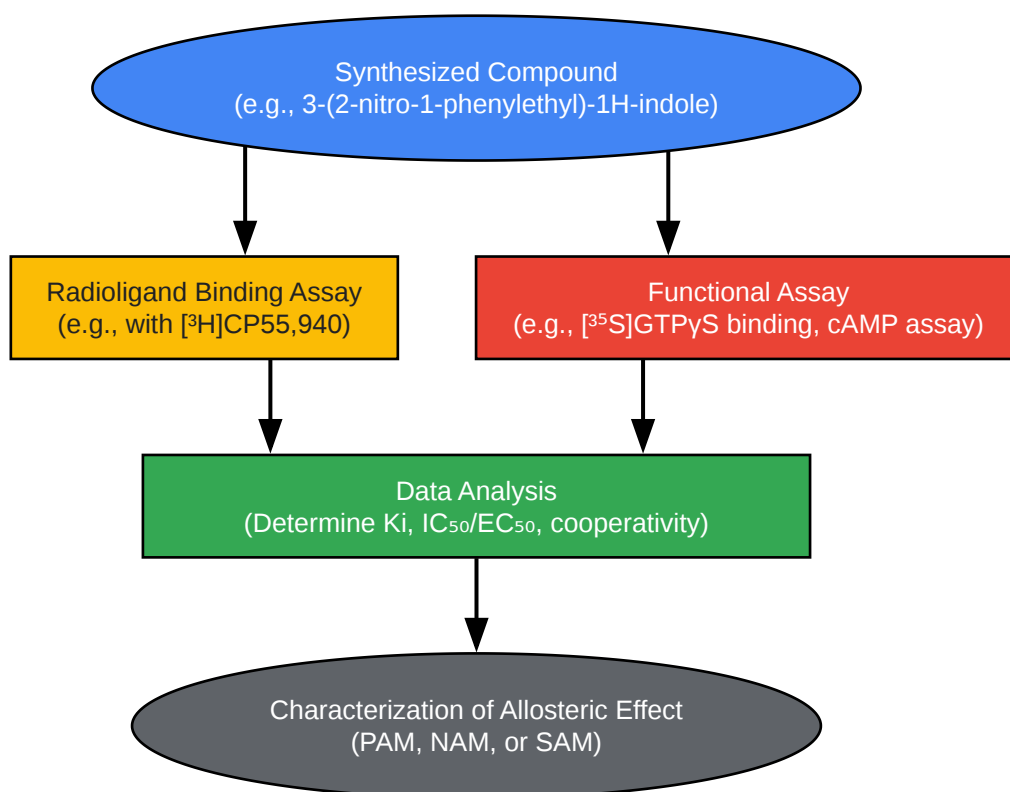 Synthesized Compound
(e.g., 3-(2-nitro-1-phenylethyl)-1H-indole)
Radioligand Binding Assay
(e.g., with [³H]CP55,940)
Functional Assay
(e.g., [³⁵S]GTPγS binding, cAMP assay)
Data Analysis
(Determine Ki, IC₅₀/EC₅₀, cooperativity)
Characterization of Allosteric Effect
(PAM, NAM, or SAM)